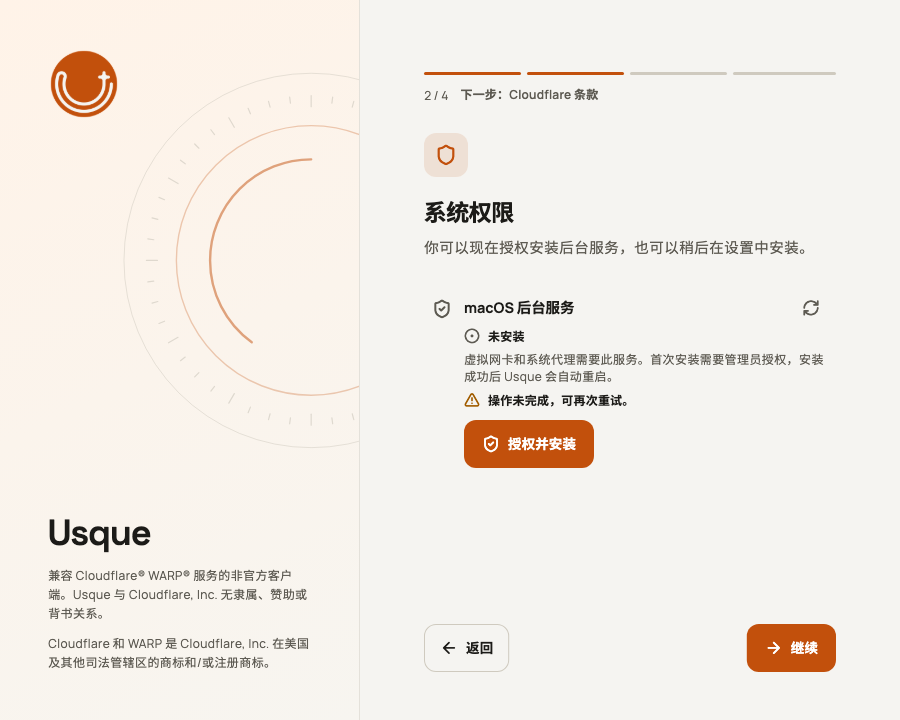 Usque
兼容 Cloudflare® WARP® 服务的非官方客户
端。Usque 与 Cloudflare, Inc. 无隶属、赞助或
背书关系。
Cloudflare 和 WARP 是 Cloudflare, Inc. 在美国
及其他司法管辖区的商标和/或注册商标。
2 / 4 下一步：Cloudflare 条款
系统权限
你可以现在授权安装后台服务，也可以稍后在设置中安装。
macOS 后台服务
未安装
虚拟网卡和系统代理需要此服务。首次安装需要管理员授权，安装
成功后 Usque 会自动重启。
操作未完成，可再次重试。
授权并安装
返回
继续